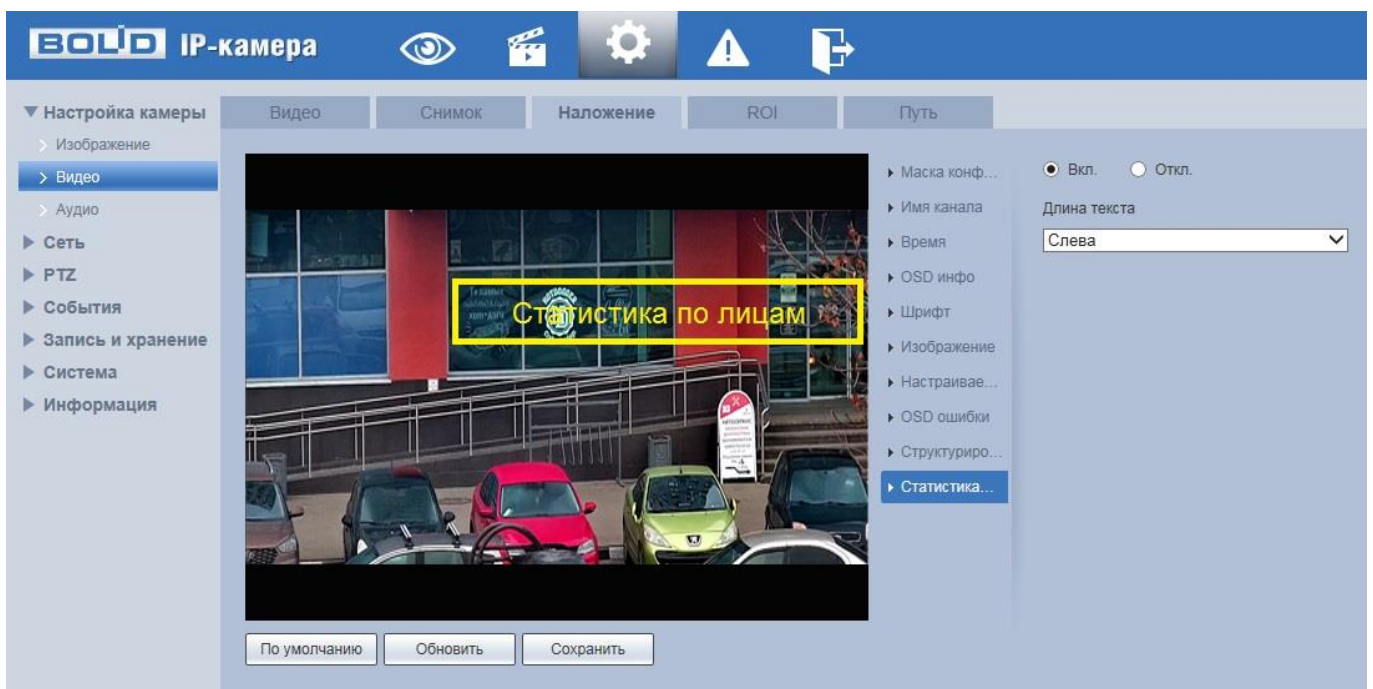 BOLID IP-камера
Настройка камеры
Изображение
Видео
Аудио
Сеть
PTZ
События
Запись и хранение
Система
Информация
Видео
Снимок
Наложение
ROI
Путь
Статистика по лицам
Маска конф...
Имя канала
Время
OSD инфо
Шрифт
Изображение
Настраивае...
OSD ошибки
Структуриро...
Статистика...
Вкл.
Откл.
Длина текста
Слева
По умолчанию
Обновить
Сохранить